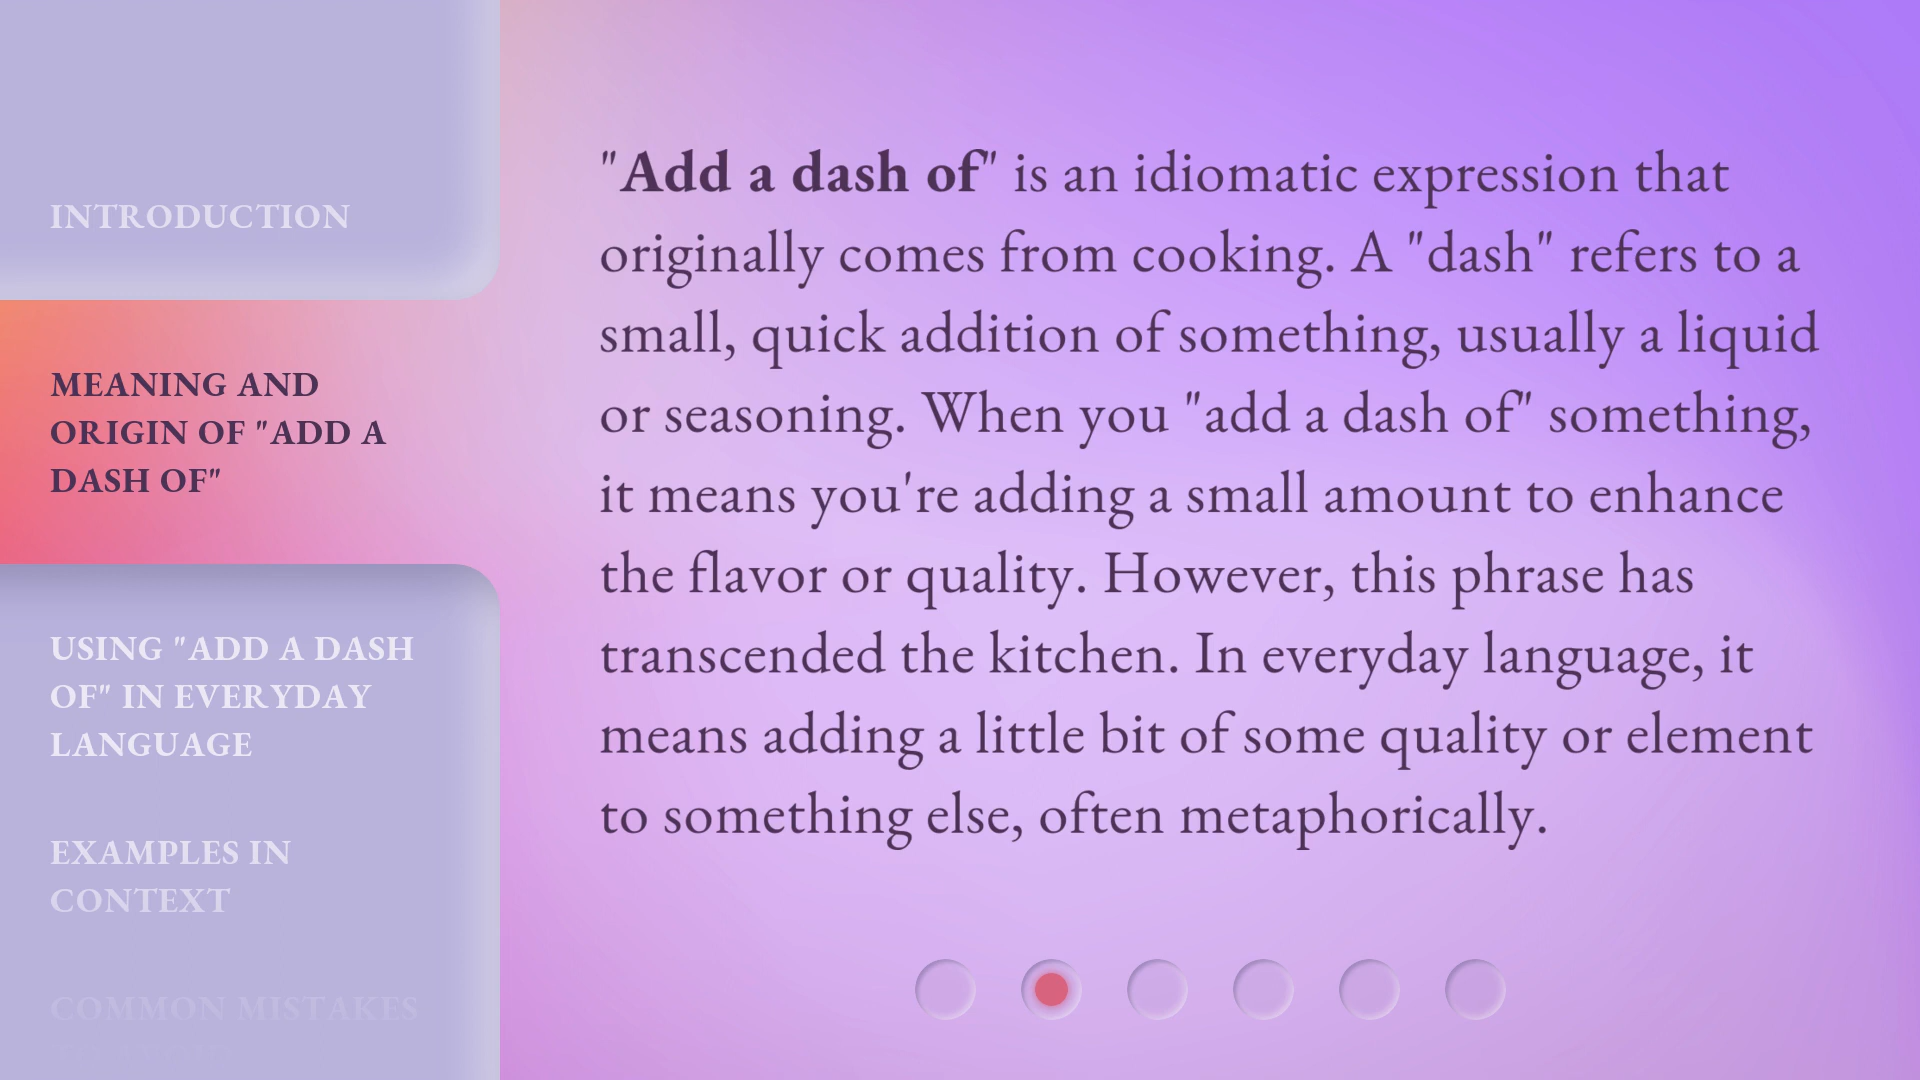 INTRODUCTION
MEANING AND
ORIGIN OF "ADD A
DASH OF"
USING "ADD A DASH
OF" IN EVERYDAY
LANGUAGE
EXAMPLES IN
CONTEXT
COMMON MISTAKES
"Add a dash of" is an idiomatic expression that
originally comes from cooking. A "dash" refers to a
small, quick addition of something, usually a liquid
or seasoning. When you "add a dash of" something,
it means you're adding a small amount to enhance
the flavor or quality. However, this phrase has
transcended the kitchen. In everyday language, it
means adding a little bit of some quality or element
to something else, often metaphorically.